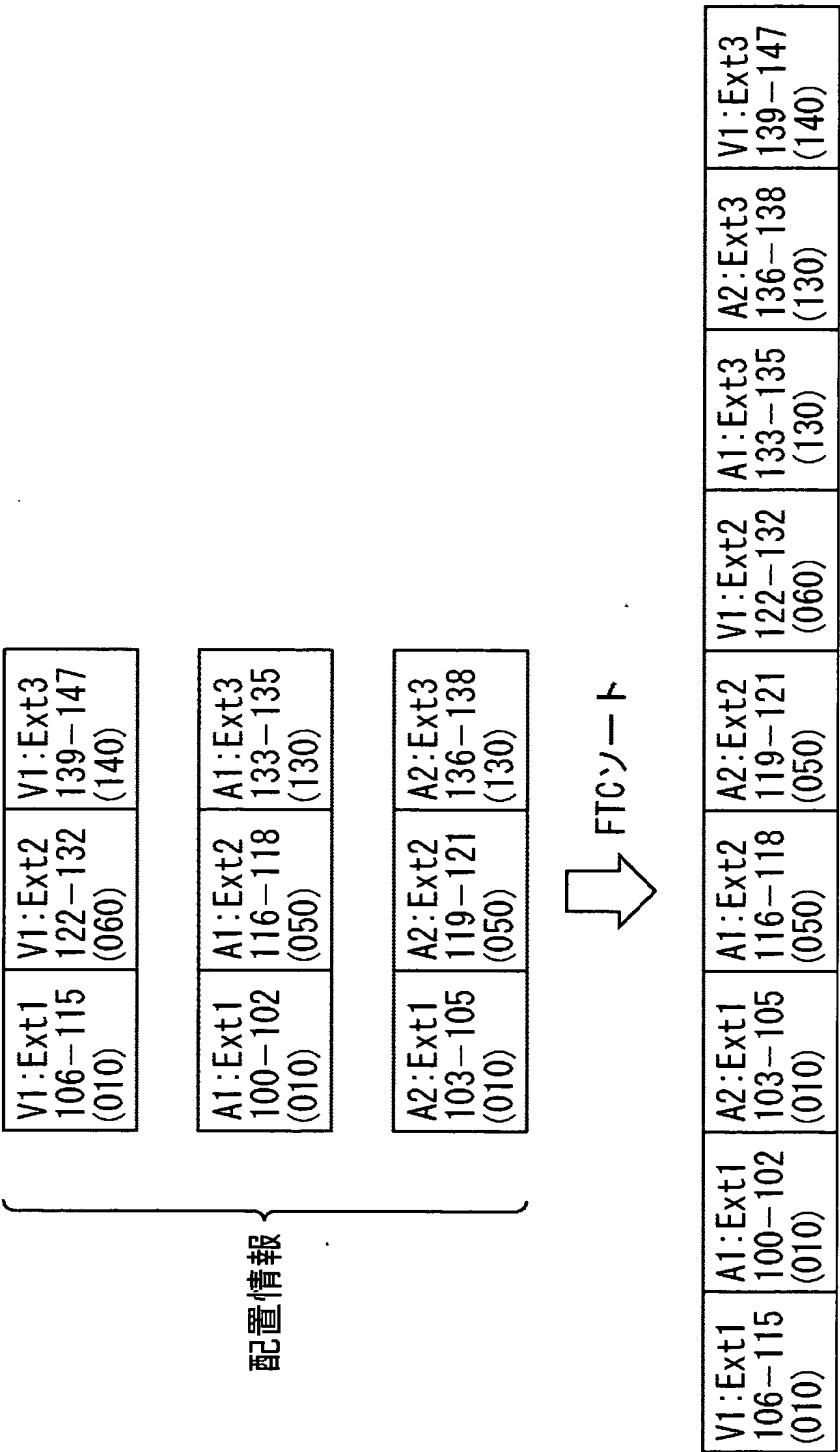 配置情報
V1:Ext1
106−115
(010)
V1:Ext2
122−132
(060)
V1:Ext3
139−147
(140)
A1:Ext1
100−102
(010)
A1:Ext2
116−118
(050)
A1:Ext3
133−135
(130)
A2:Ext1
103−105
(010)
A2:Ext2
119−121
(050)
A2:Ext3
136−138
(130)
FTCソート
V1:Ext1
106−115
(010)
A1:Ext1
100−102
(010)
A2:Ext1
103−105
(010)
A1:Ext2
116−118
(050)
A2:Ext2
119−121
(050)
V1:Ext2
122−132
(060)
A1:Ext3
133−135
(130)
A2:Ext3
136−138
(130)
V1:Ext3
139−147
(140)